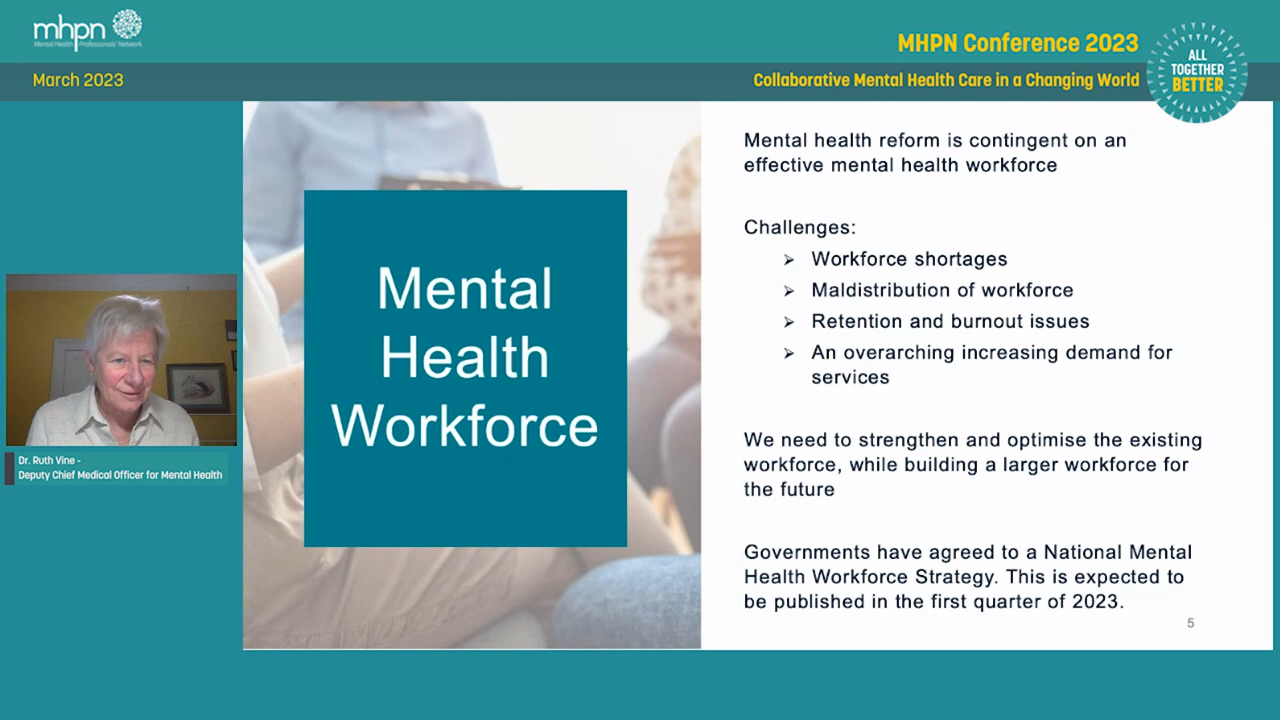 mhpn
Mental Health Professionals' Network
MHPN Conference 2023
ALL
TOGETHER
BETTER
March 2023
Collaborative Mental Health Care in a Changing World
Mental
Health
Workforce
Mental health reform is contingent on an
effective mental health workforce
Challenges:
➢ Workforce shortages
➢ Maldistribution of workforce
➢ Retention and burnout issues
➢ An overarching increasing demand for
services
We need to strengthen and optimise the existing
workforce, while building a larger workforce for
the future
Governments have agreed to a National Mental
Health Workforce Strategy. This is expected to
be published in the first quarter of 2023.
5
Dr. Ruth Vine -
Deputy Chief Medical Officer for Mental Health